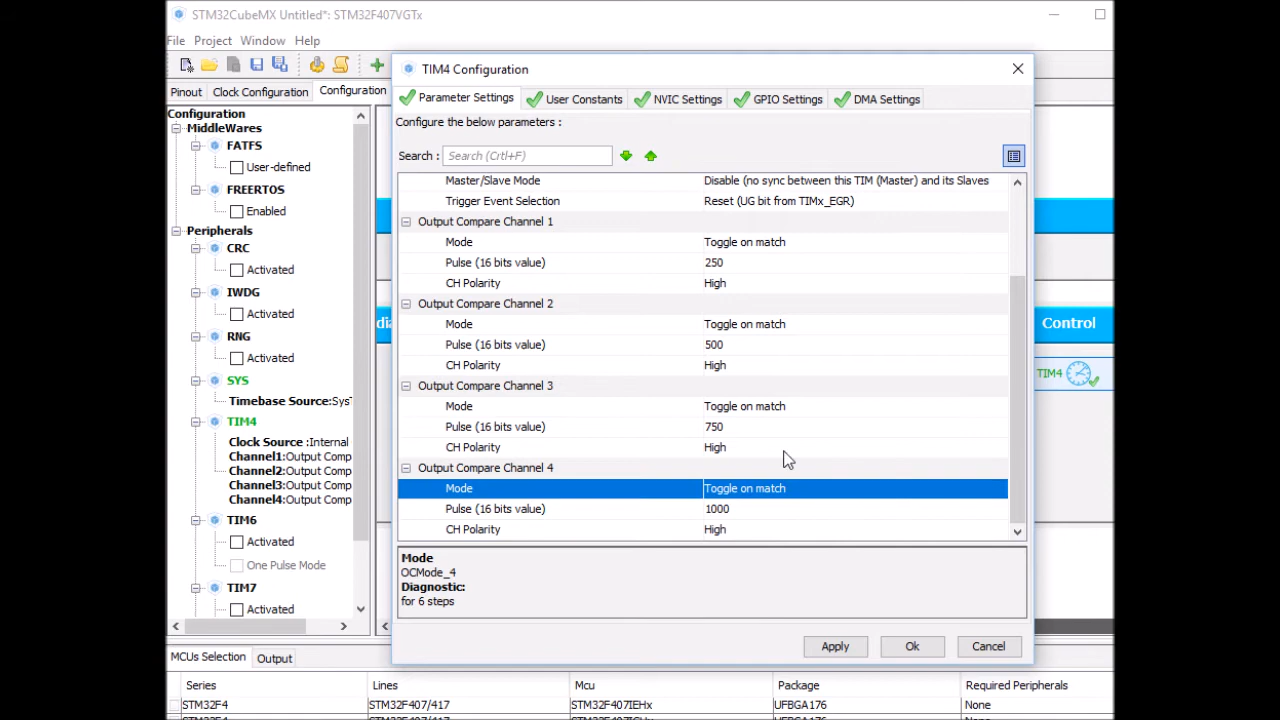 STM32CubeMX Untitled*: STM32F407VGTx
File Project Window Help
Pinout Clock Configuration Configuration
Configuration
MiddleWares
FATFS
User-defined
FREERTOS
Enabled
Peripherals
CRC
Activated
IWDG
Activated
RNG
Activated
SYS
Timebase Source:SysT
TIM4
Clock Source :Internal
Channel1:Output Comp
Channel2:Output Comp
Channel3:Output Comp
Channel4:Output Comp
TIM6
Activated
One Pulse Mode
TIM7
Activated
TIM4 Configuration
Parameter Settings User Constants NVIC Settings GPIO Settings DMA Settings
Configure the below parameters :
Search : Search (Crtl+F)
Master/Slave Mode Disable (no sync between this TIM (Master) and its Slaves
Trigger Event Selection Reset (UG bit from TIMx_EGR)
Output Compare Channel 1
Mode Toggle on match
Pulse (16 bits value) 250
CH Polarity High
Output Compare Channel 2
Mode Toggle on match
Pulse (16 bits value) 500
CH Polarity High
Output Compare Channel 3
Mode Toggle on match
Pulse (16 bits value) 750
CH Polarity High
Output Compare Channel 4
Mode Toggle on match
Pulse (16 bits value) 1000
CH Polarity High
Mode
OCMode_4
Diagnostic:
for 6 steps
Apply Ok Cancel
Control
TIM4
MCUs Selection Output
Series Lines Mcu Package Required Peripherals
STM32F4 STM32F407/417 STM32F407IEHx UFBGA176 None
STM32F4 STM32F407/417 STM32F407IGHx UFBGA176 None